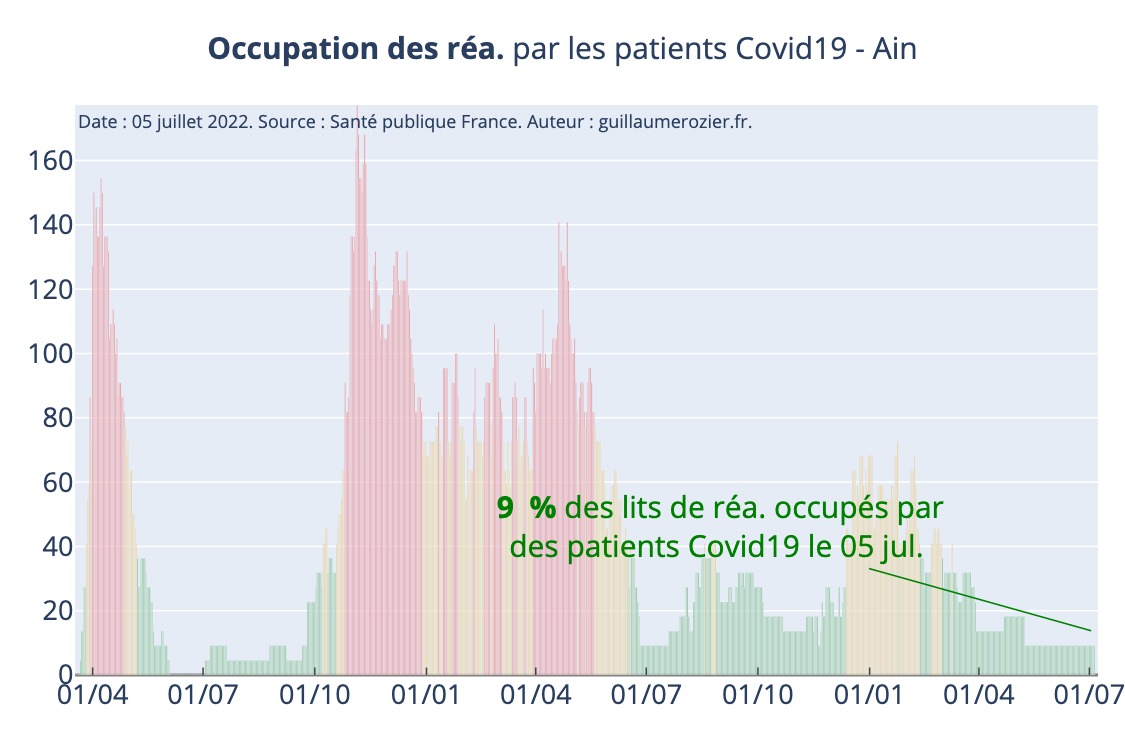 Occupation des réa. par les patients Covid19 - Ain
Date : 05 juillet 2022. Source : Santé publique France. Auteur : guillaumerozier.fr.
160
140
120
100
80
60
40
20
0
9 % des lits de réa. occupés par
des patients Covid19 le 05 jul.
01/04 01/07 01/10 01/01 01/04 01/07 01/10 01/01 01/04 01/07